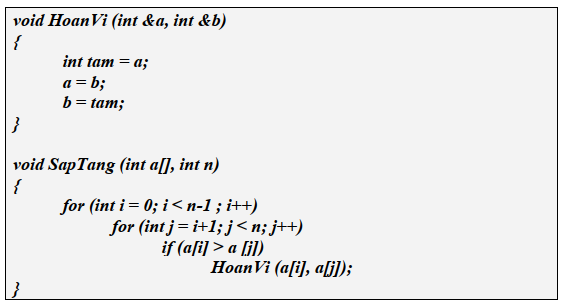 void HoanVi (int &a, int &b)
{
int tam = a;
a = b;
b = tam;
}
void SapTang (int a[], int n)
{
for (int i = 0; i < n-1 ; i++)
for (int j = i+1; j < n; j++)
if (a[i] > a [j])
HoanVi (a[i], a[j]);
}